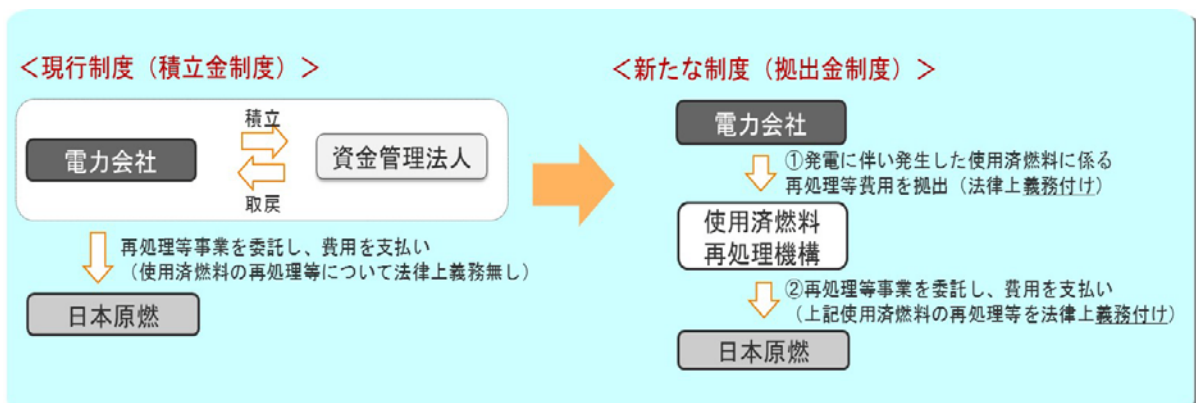 ＜現行制度（積立金制度）＞
積立
電力会社
資金管理法人
取戻
再処理等事業を委託し、費用を支払い
（使用済燃料の再処理等について法律上義務無し）
日本原燃
＜新たな制度（拠出金制度）＞
電力会社
①発電に伴い発生した使用済燃料に係る
再処理等費用を拠出（法律上義務付け）
使用済燃料
再処理機構
②再処理等事業を委託し、費用を支払い
（上記使用済燃料の再処理等を法律上義務付け）
日本原燃